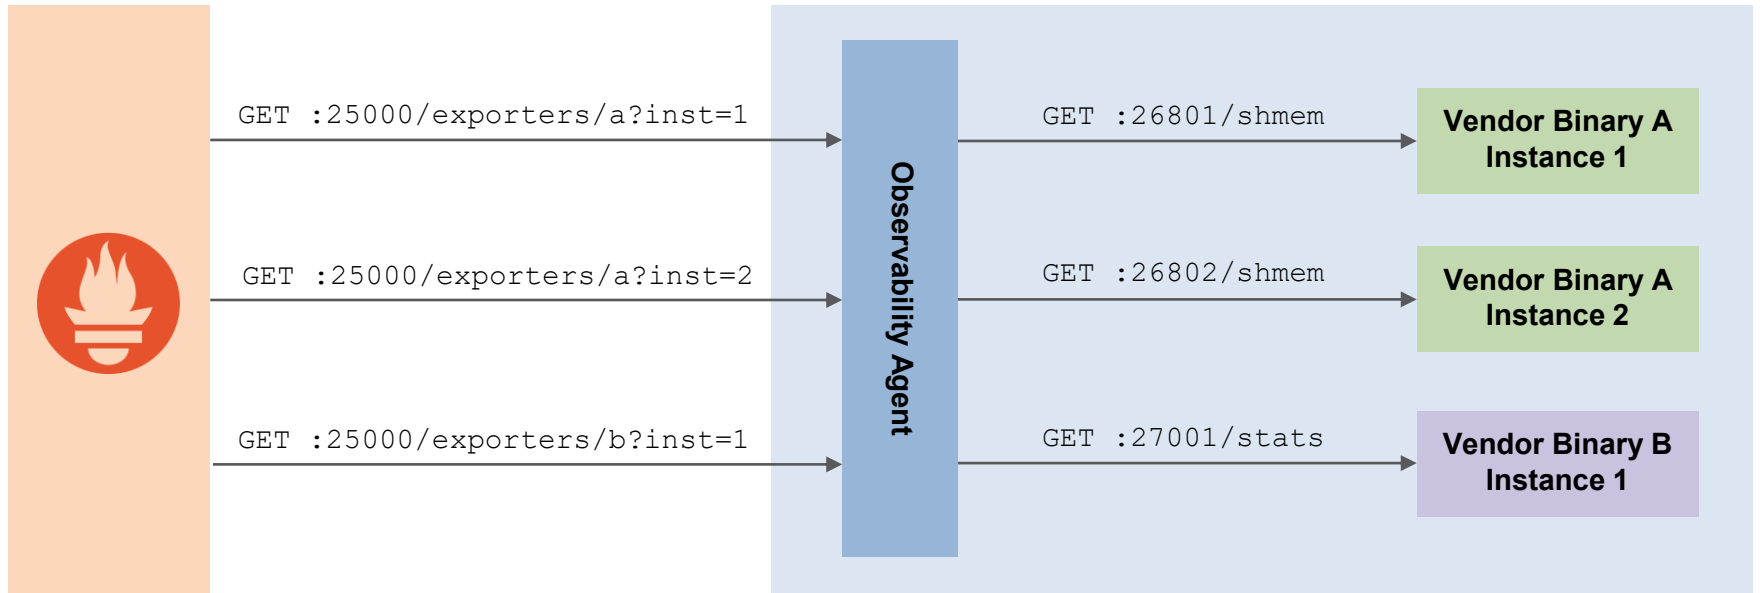 GET :25000/exporters/a?inst=1
GET :26801/shmem
Vendor Binary A
Instance 1
Observability Agent
GET :25000/exporters/a?inst=2
GET :26802/shmem
Vendor Binary A
Instance 2
GET :25000/exporters/b?inst=1
GET :27001/stats
Vendor Binary B
Instance 1